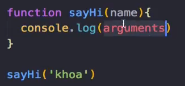 function sayHi(name){
console.log(arguments)
}
sayHi('khoa')